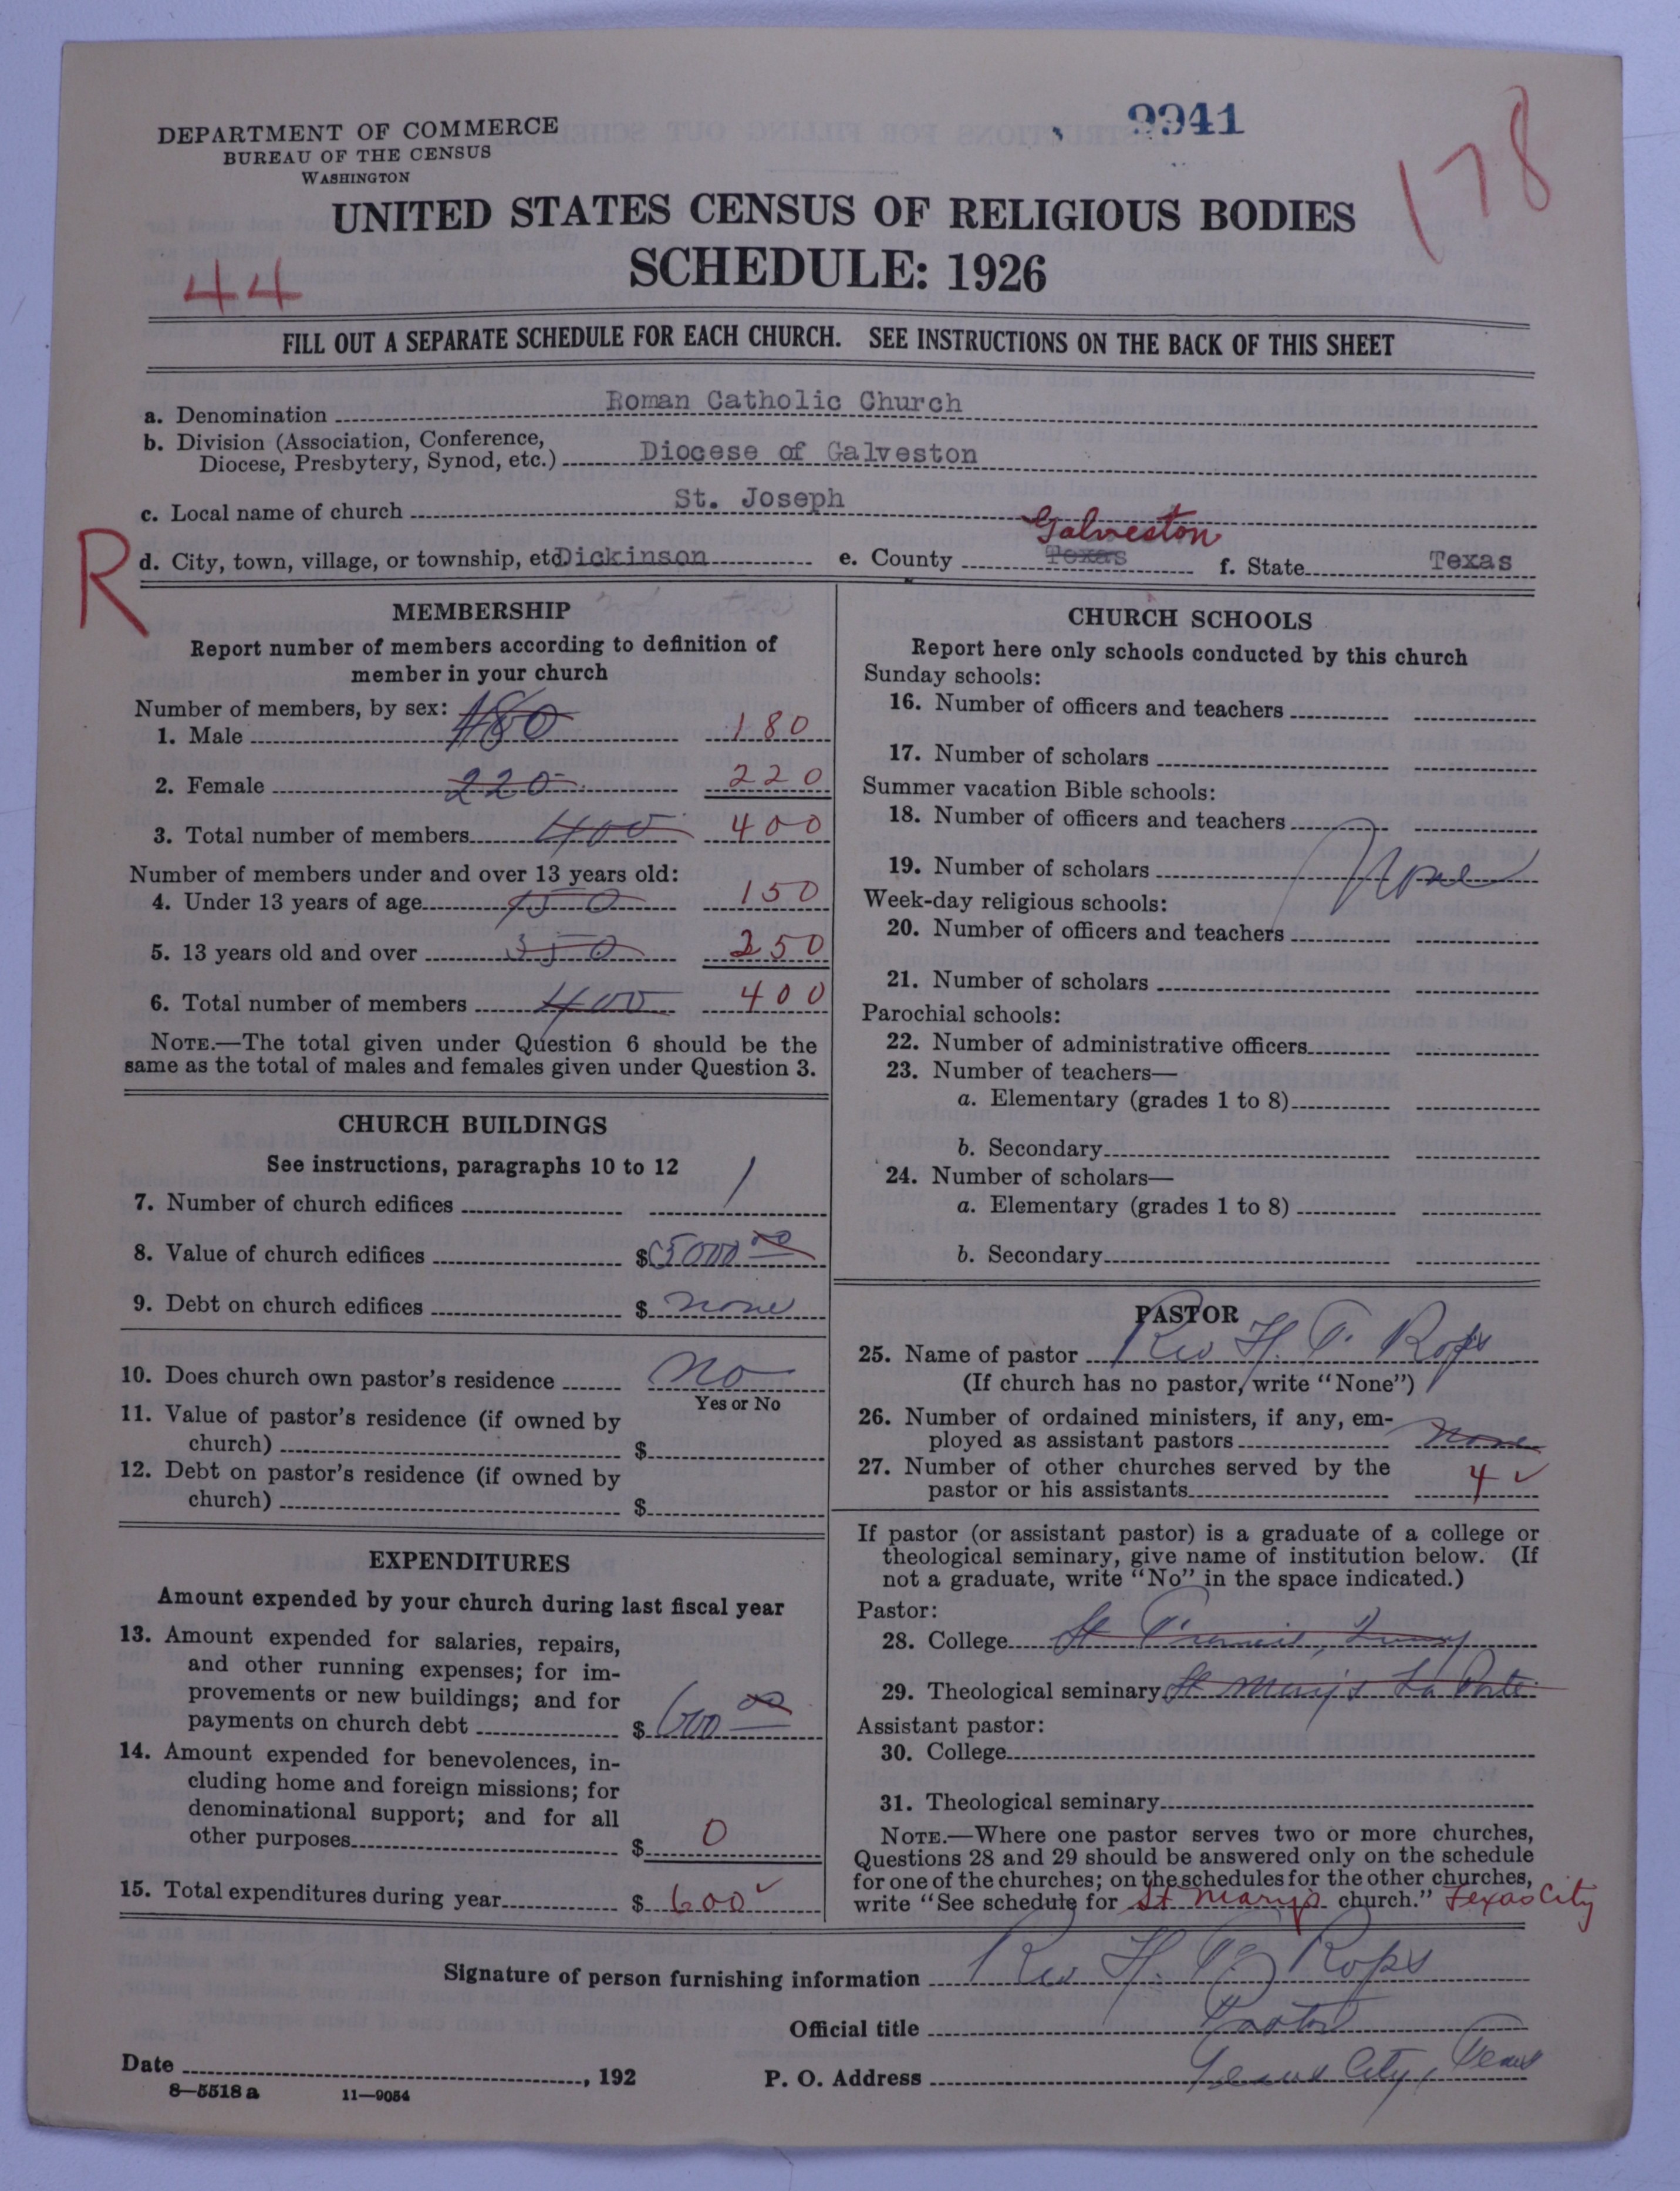 9941
178
DEPARTMENT OF COMMERCE
BUREAU OF THE CENSUS
WASHINGTON
UNITED STATES CENSUS OF RELIGIOUS BODIES
SCHEDULE: 1926
44
FILL OUT A SEPARATE SCHEDULE FOR EACH CHURCH. SEE INSTRUCTIONS ON THE BACK OF THIS SHEET
a. Denomination Roman Catholic Church
b. Division (Association, Conference,
Diocese, Presbytery, Synod, etc.) Diocese of Galveston
c. Local name of church St. Joseph
Galveston
R
d. City, town, village, or township, etc. Dickinson e. County Texas f. State Texas
MEMBERSHIP
Report number of members according to definition of
member in your church
Number of members, by sex:
1. Male 180 180
2. Female 220 220
3. Total number of members 400 400
Number of members under and over 13 years old:
4. Under 13 years of age 150 150
5. 13 years old and over 350 250
6. Total number of members 400 400
NOTE.—The total given under Question 6 should be the
same as the total of males and females given under Question 3.
CHURCH BUILDINGS
See instructions, paragraphs 10 to 12
7. Number of church edifices 1
8. Value of church edifices $ 5000 00
9. Debt on church edifices $ none
10. Does church own pastor's residence No
Yes or No
11. Value of pastor's residence (if owned by
church) $
12. Debt on pastor's residence (if owned by
church) $
EXPENDITURES
Amount expended by your church during last fiscal year
13. Amount expended for salaries, repairs,
and other running expenses; for im-
provements or new buildings; and for
payments on church debt $ 600 00
14. Amount expended for benevolences, in-
cluding home and foreign missions; for
denominational support; and for all
other purposes $ 0
15. Total expenditures during year $ 600 ✓
CHURCH SCHOOLS
Report here only schools conducted by this church
Sunday schools:
16. Number of officers and teachers
17. Number of scholars
Summer vacation Bible schools:
18. Number of officers and teachers
19. Number of scholars None
Week-day religious schools:
20. Number of officers and teachers
21. Number of scholars
Parochial schools:
22. Number of administrative officers
23. Number of teachers—
a. Elementary (grades 1 to 8)
b. Secondary
24. Number of scholars—
a. Elementary (grades 1 to 8)
b. Secondary
PASTOR
25. Name of pastor Rev H. T. Rops
(If church has no pastor, write "None")
26. Number of ordained ministers, if any, em-
ployed as assistant pastors None
27. Number of other churches served by the
pastor or his assistants 4 ✓
If pastor (or assistant pastor) is a graduate of a college or
theological seminary, give name of institution below. (If
not a graduate, write "No" in the space indicated.)
Pastor:
28. College St
29. Theological seminary St Mary's La Porte
Assistant pastor:
30. College
31. Theological seminary
NOTE.—Where one pastor serves two or more churches,
Questions 28 and 29 should be answered only on the schedule
for one of the churches; on the schedules for the other churches,
write "See schedule for St Mary's church." Texas City
Signature of person furnishing information Rev H. T. Rops
Official title Pastor
Date , 192 P. O. Address Texas City, Texas
8—5518 a 11—9054